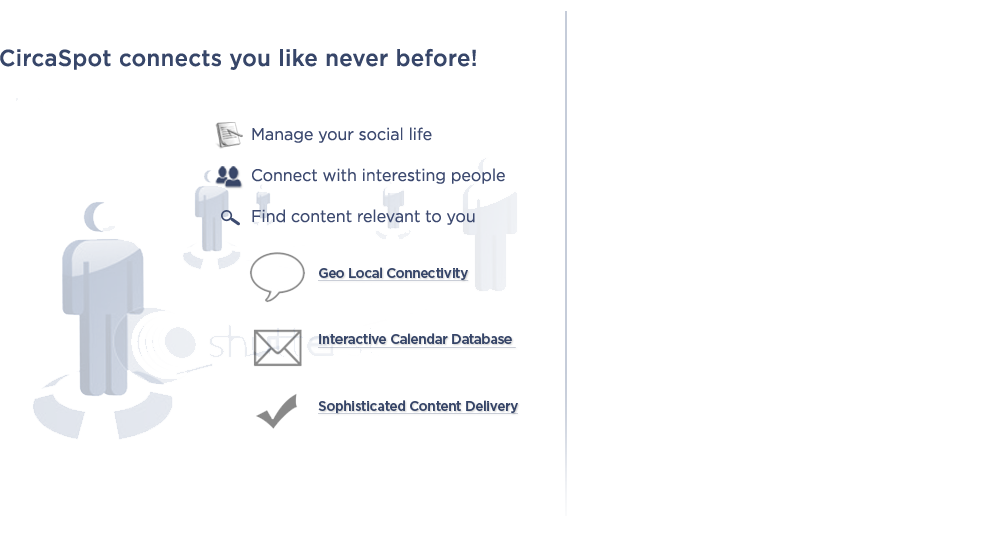 CircaSpot connects you like never before!
Manage your social life
Connect with interesting people
Find content relevant to you
Geo Local Connectivity
Interactive Calendar Database
Sophisticated Content Delivery